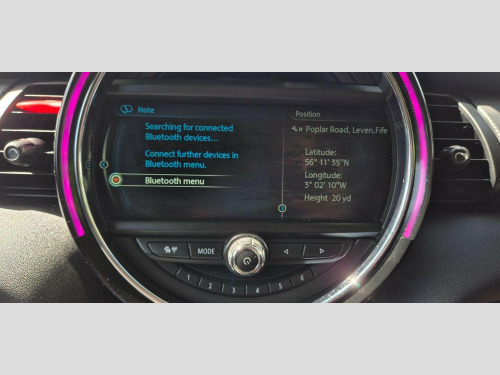 Note
Searching for connected
Bluetooth devices...
Connect further devices in
Bluetooth menu.
Bluetooth menu
Position
N Poplar Road, Leven,Fife
Latitude:
56° 11'35"N
Longitude:
3° 02'10"W
Height 20 yd
2
MODE
1
2
3
4
5
6